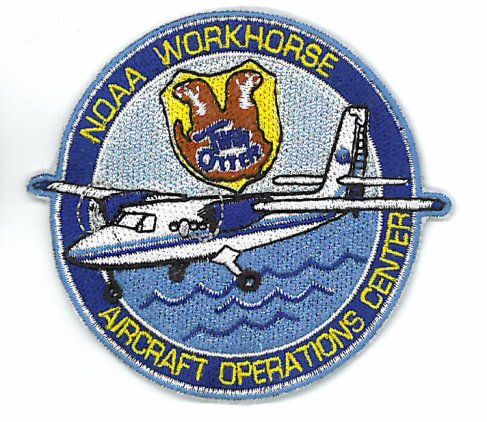 NOAA WORKHORSE
TWIN
OTTER
AIRCRAFT OPERATIONS CENTER